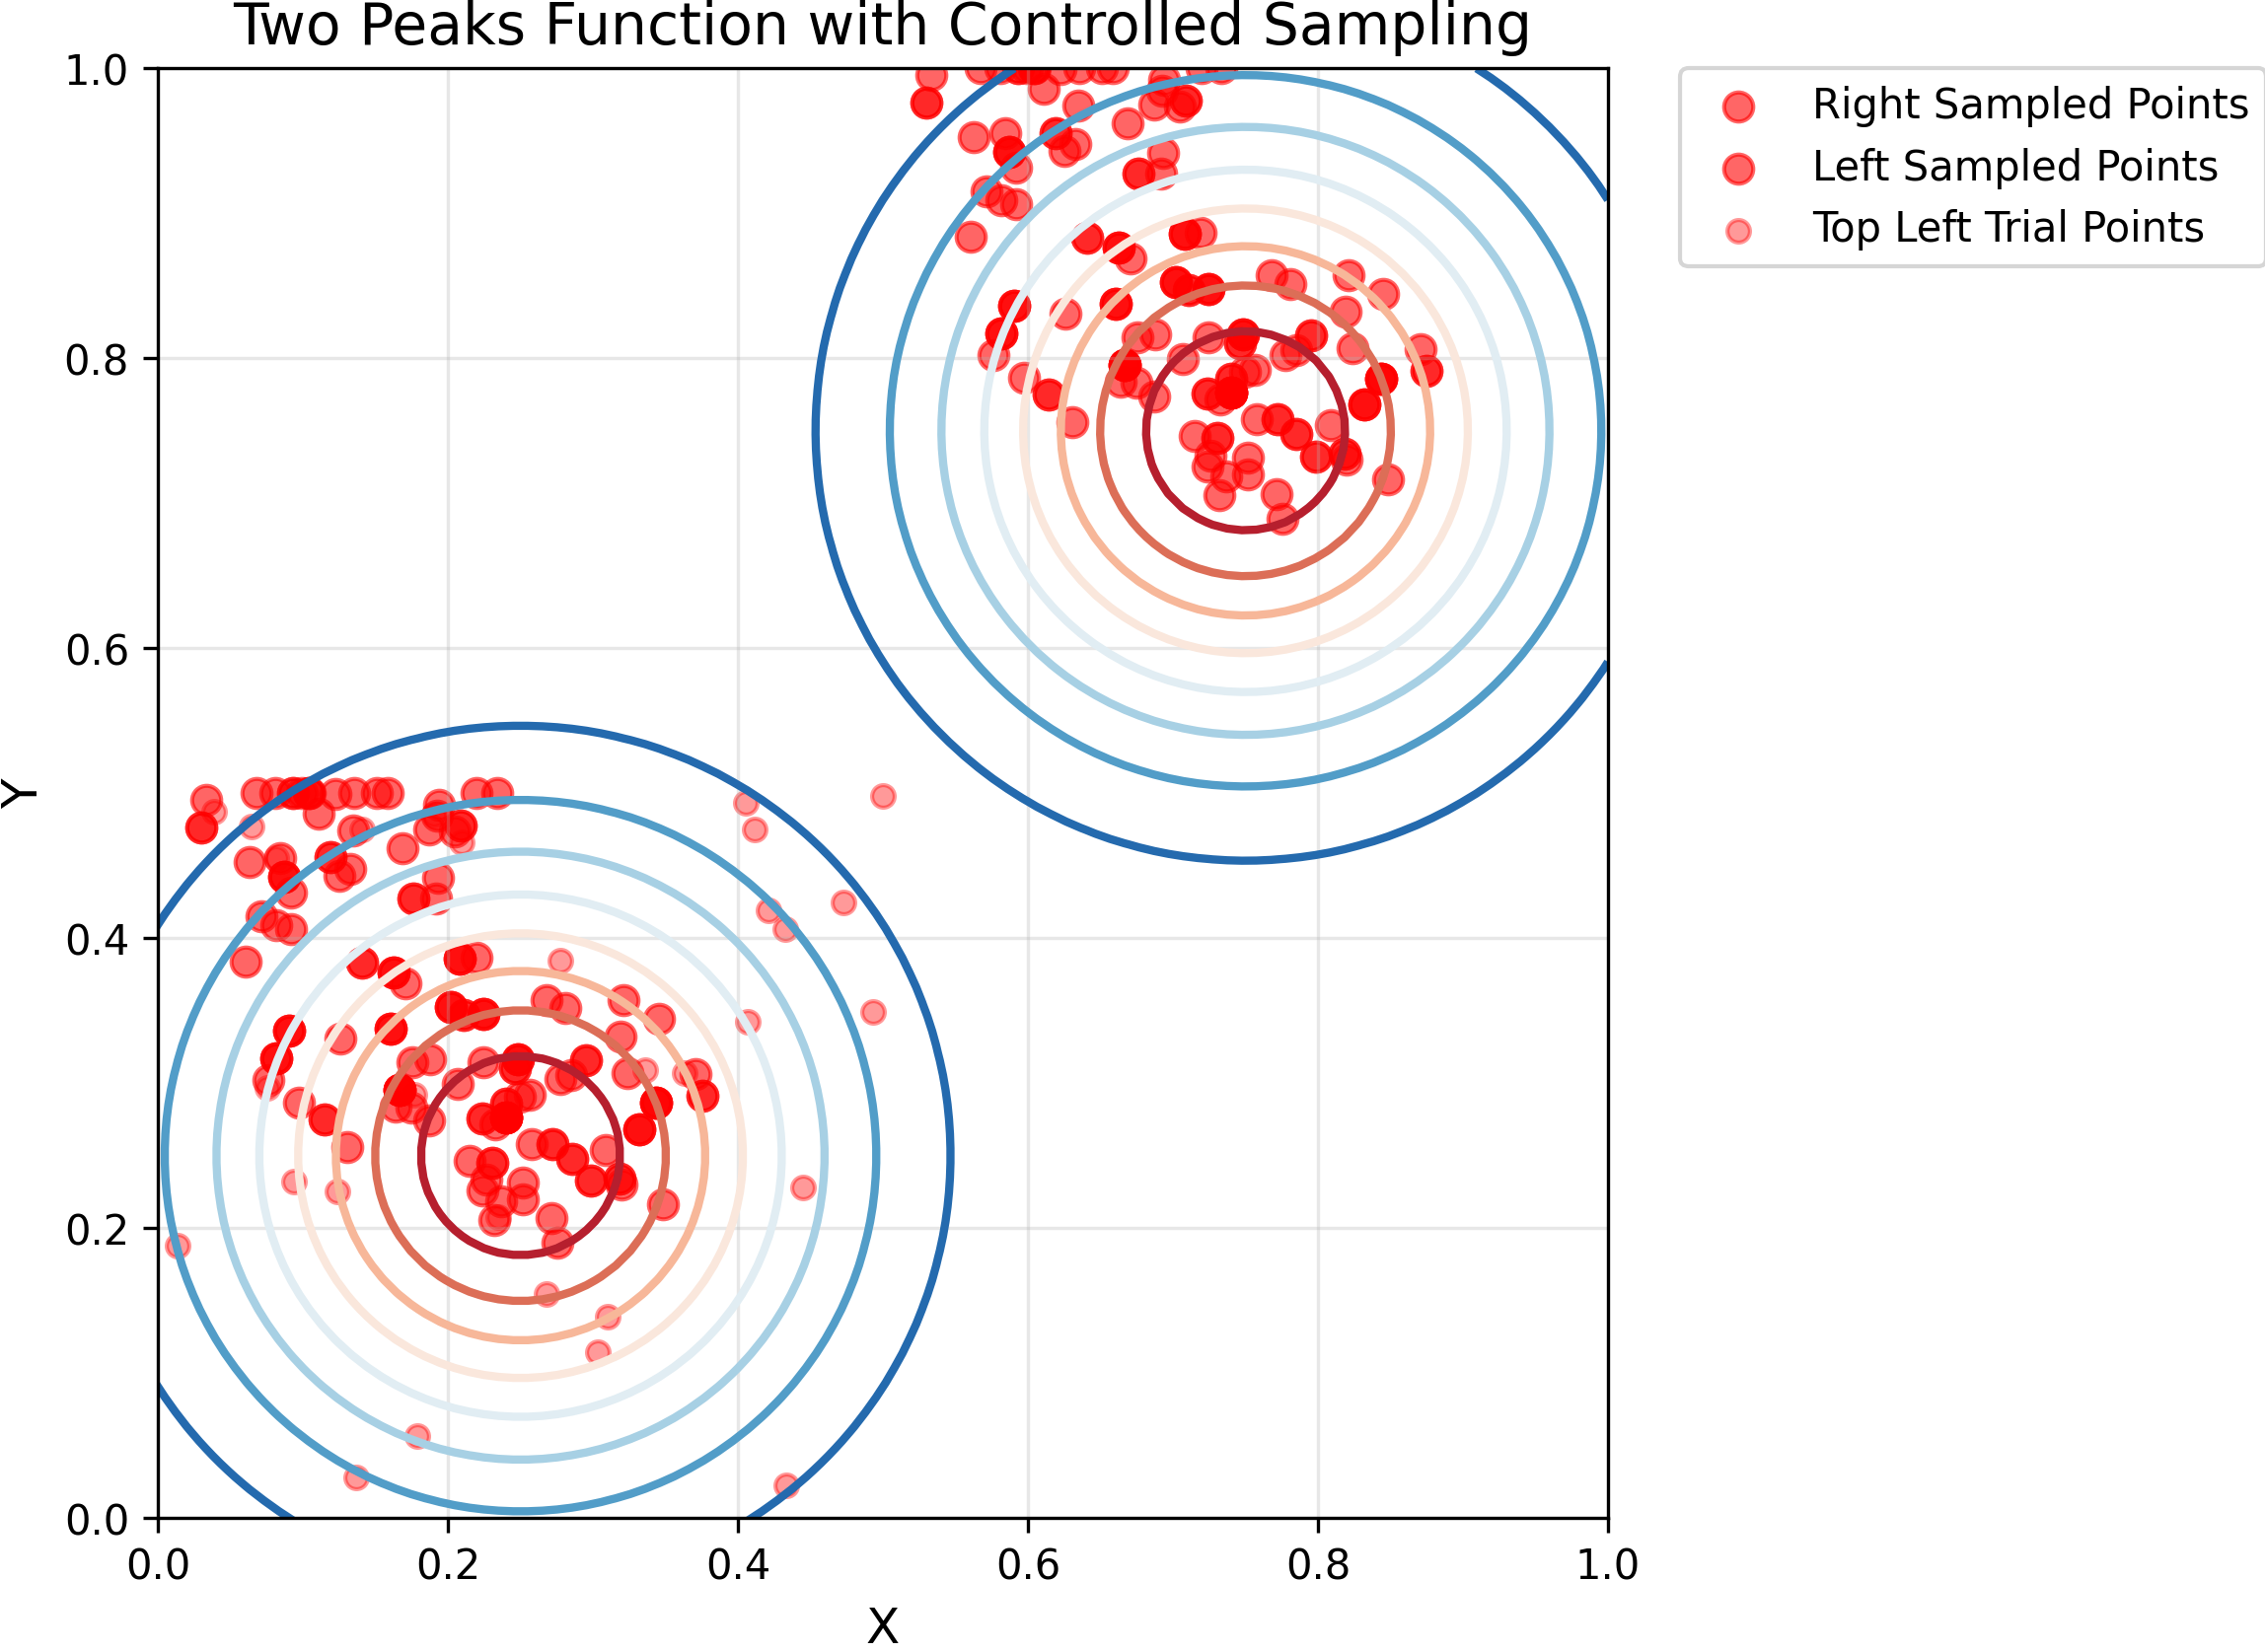 Two Peaks Function with Controlled Sampling
Right Sampled Points
Left Sampled Points
Top Left Trial Points
Y
1.0
0.8
0.6
0.4
0.2
0.0
0.0 0.2 0.4 0.6 0.8 1.0
X